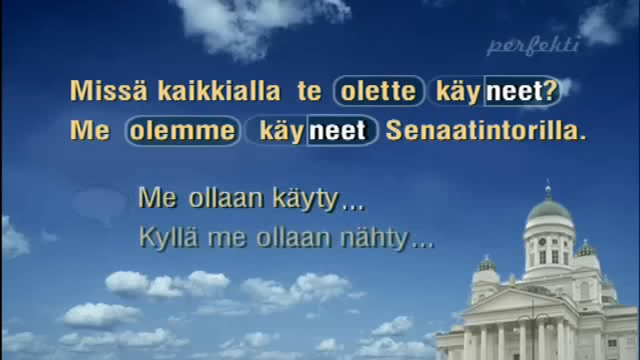 perfekti
Missä kaikkialla te olette käyneet?
Me olemme käyneet Senaatintorilla.
Me ollaan käyty...
Kyllä me ollaan nähty...